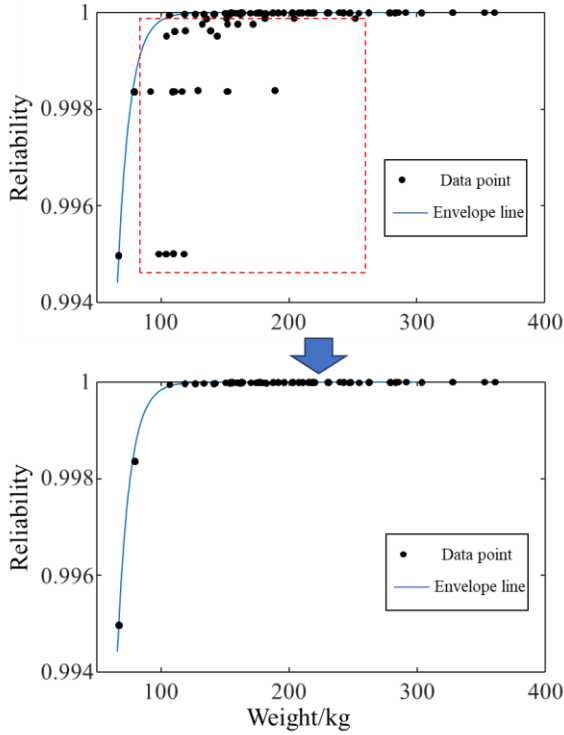 Reliability
1
0.998
0.996
0.994
100
200
300
400
Data point
Envelope line
Reliability
1
0.998
0.996
0.994
100
200
300
400
Data point
Envelope line
Weight/kg